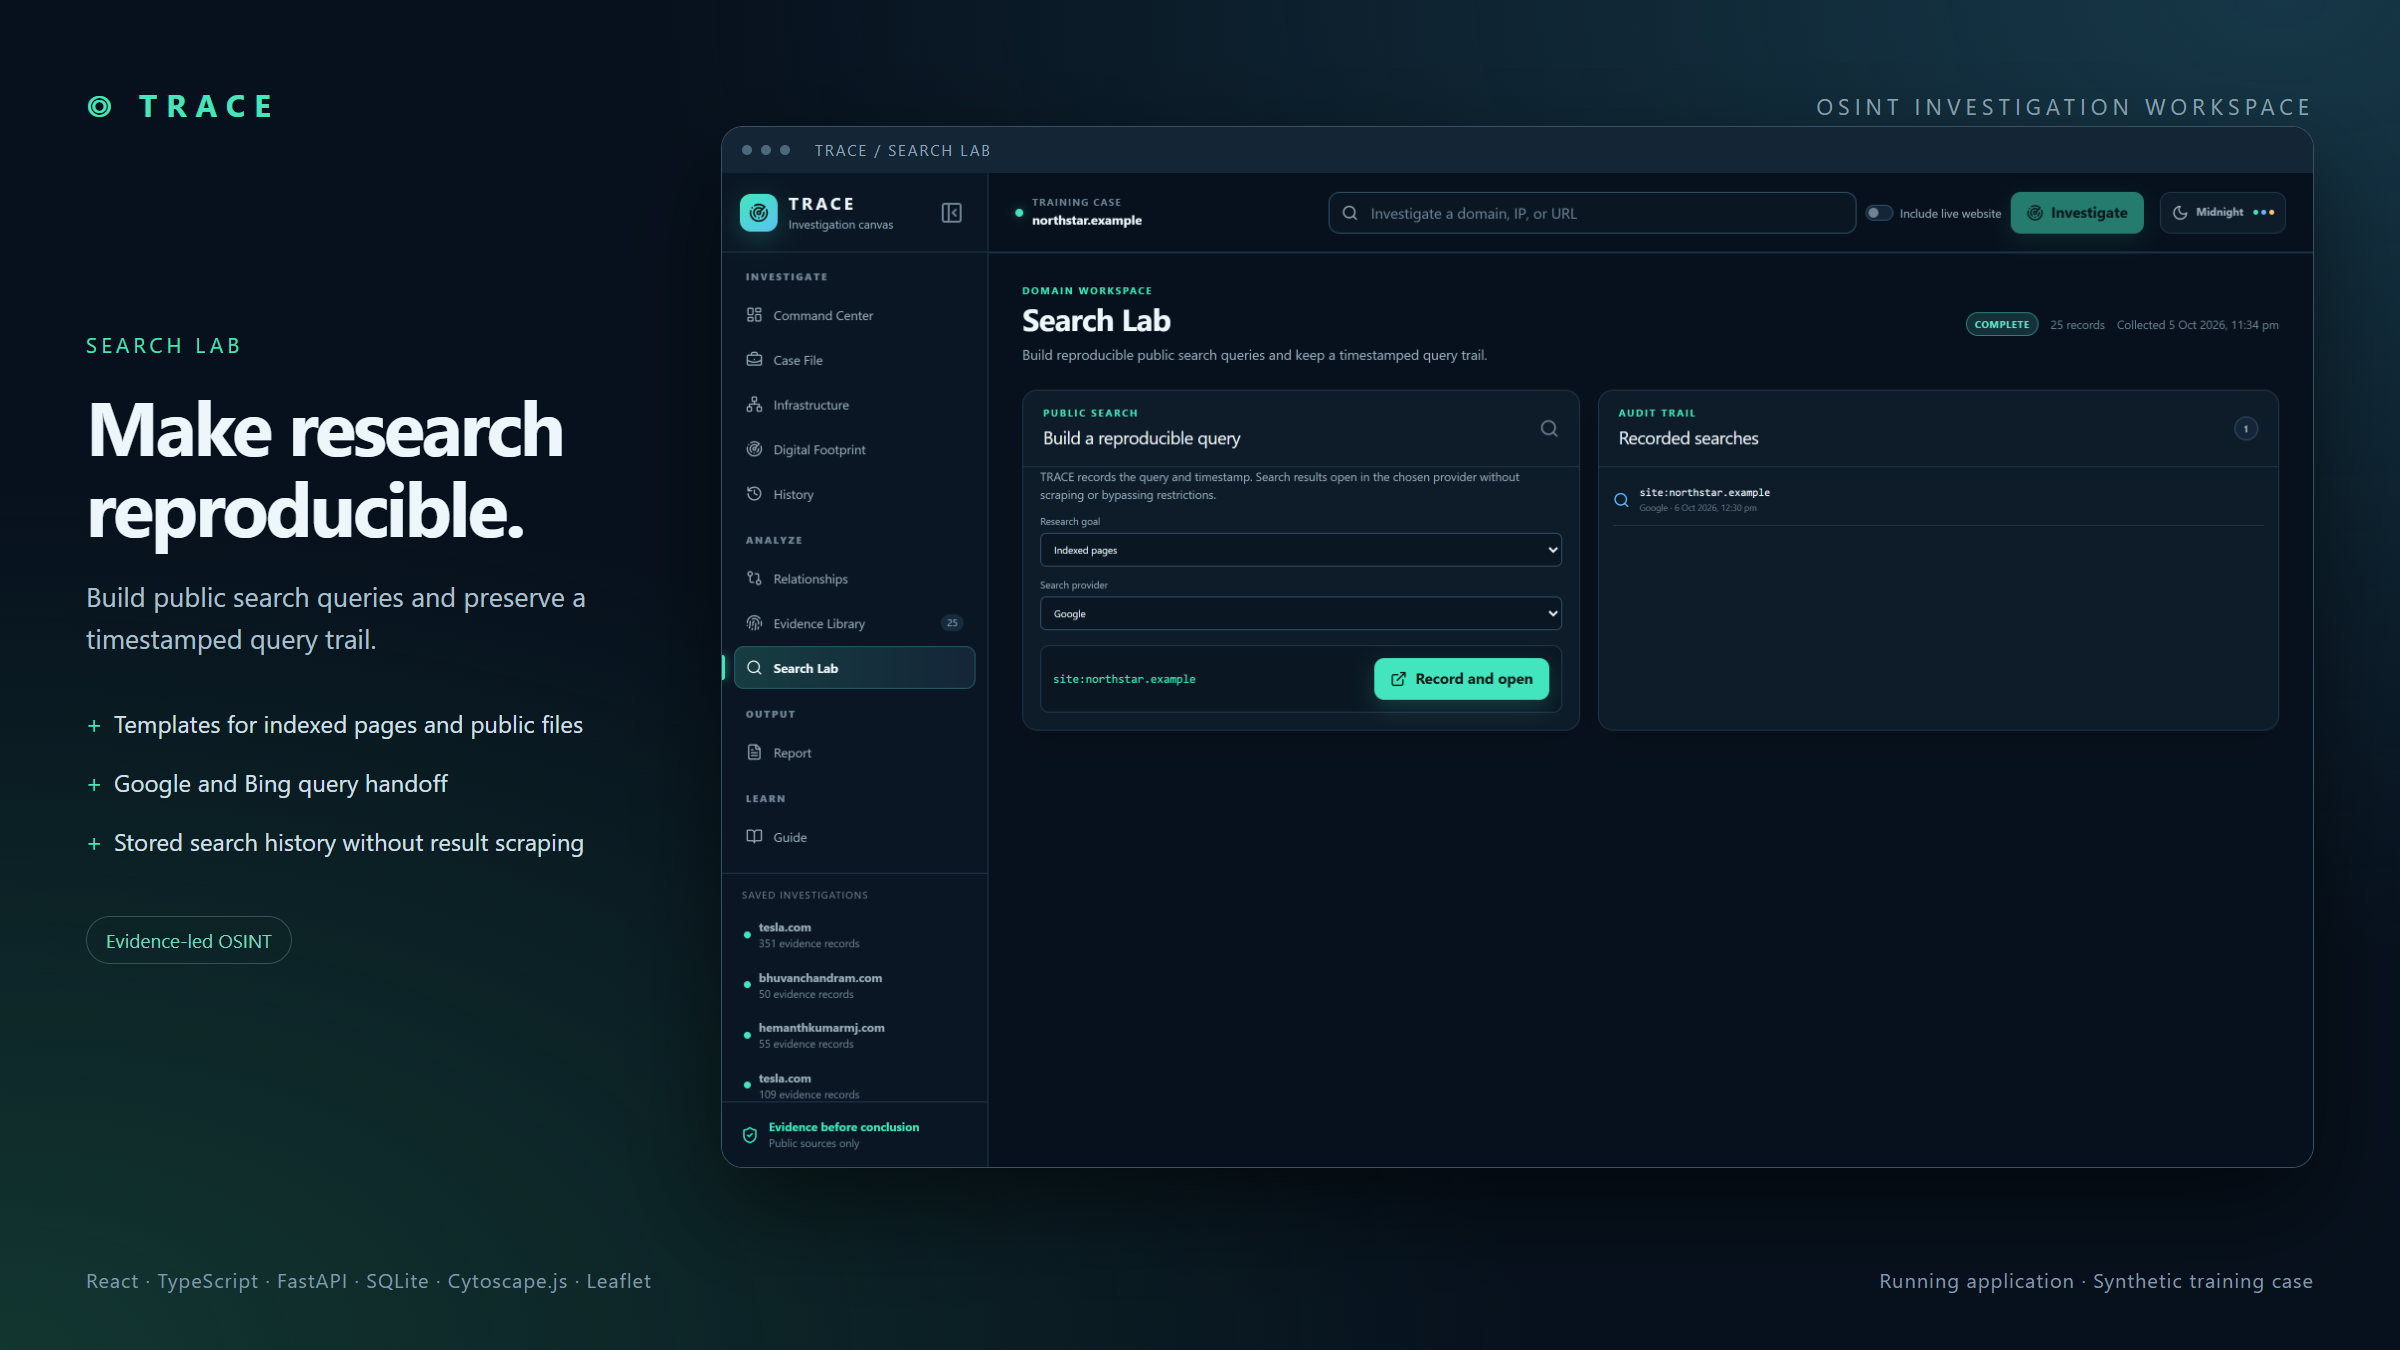 TRACE
OSINT INVESTIGATION WORKSPACE
SEARCH LAB
Make research
reproducible.
Build public search queries and preserve a
timestamped query trail.
+ Templates for indexed pages and public files
+ Google and Bing query handoff
+ Stored search history without result scraping
Evidence-led OSINT
TRACE / SEARCH LAB
TRACE
Investigation canvas
INVESTIGATE
Command Center
Case File
Infrastructure
Digital Footprint
History
ANALYZE
Relationships
Evidence Library 25
Search Lab
OUTPUT
Report
LEARN
Guide
SAVED INVESTIGATIONS
tesla.com
351 evidence records
bhuvanchandram.com
50 evidence records
hemanthkumarmj.com
55 evidence records
tesla.com
109 evidence records
Evidence before conclusion
Public sources only
TRAINING CASE
northstar.example
Investigate a domain, IP, or URL
Include live website
Investigate
Midnight
DOMAIN WORKSPACE
Search Lab
Build reproducible public search queries and keep a timestamped query trail.
COMPLETE 25 records Collected 5 Oct 2026, 11:34 pm
PUBLIC SEARCH
Build a reproducible query
TRACE records the query and timestamp. Search results open in the chosen provider without
scraping or bypassing restrictions.
Research goal
Indexed pages
Search provider
Google
site:northstar.example
Record and open
AUDIT TRAIL
Recorded searches
1
site:northstar.example
Google · 6 Oct 2026, 12:30 pm
React · TypeScript · FastAPI · SQLite · Cytoscape.js · Leaflet
Running application · Synthetic training case